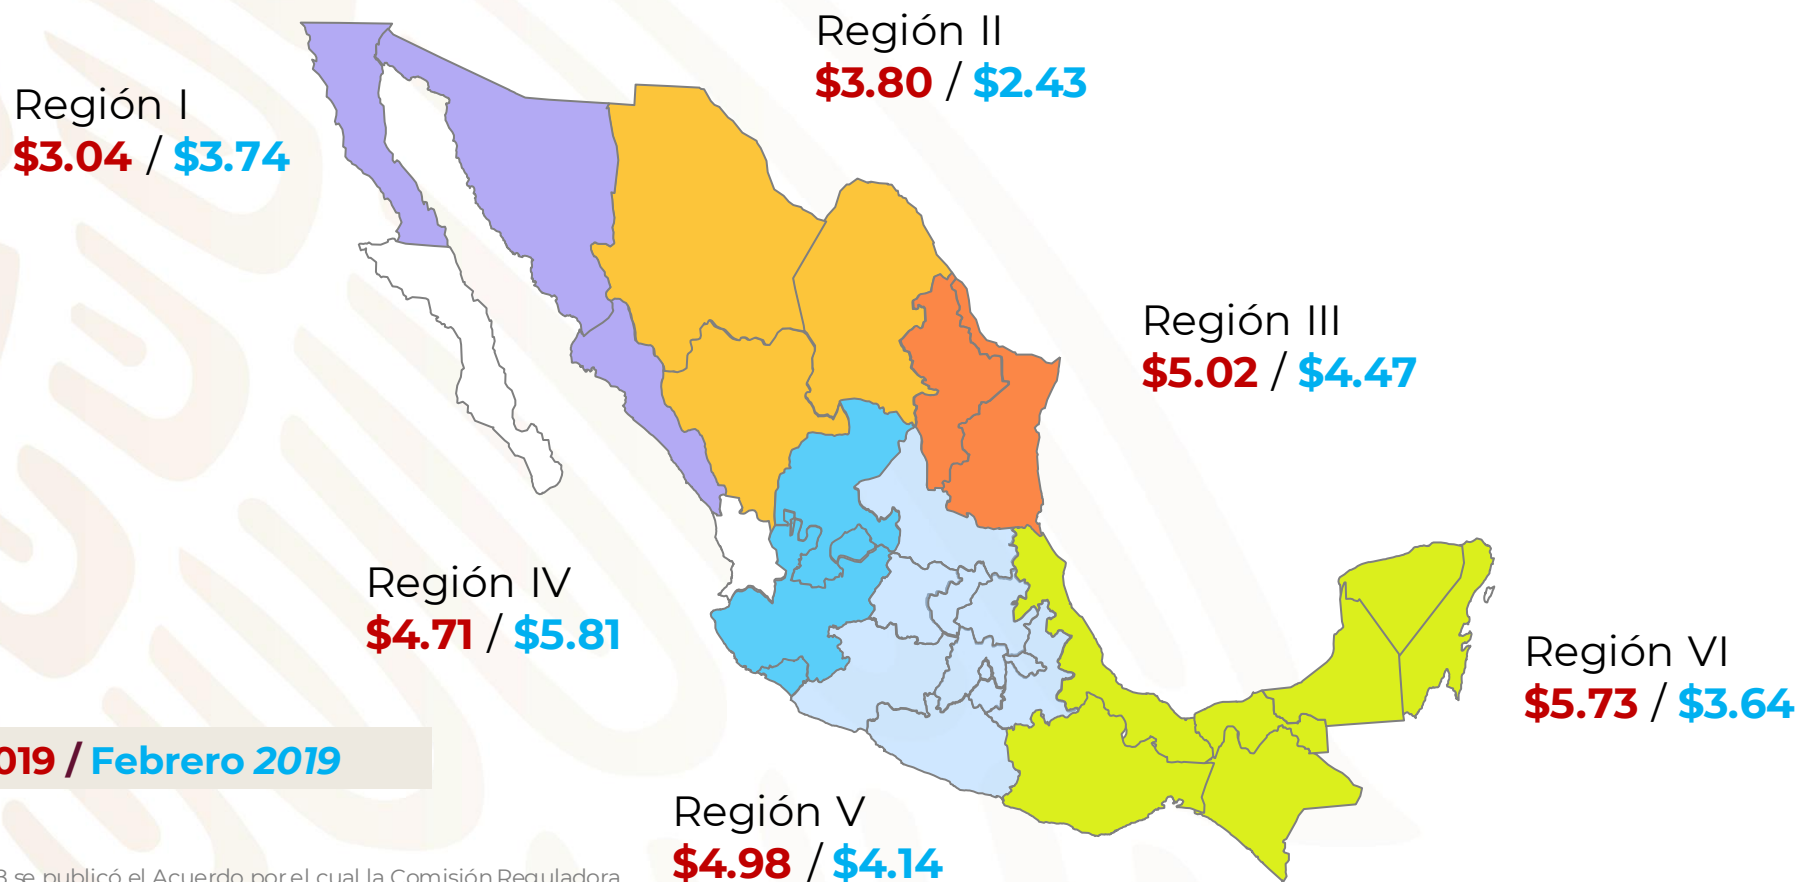 Región II
$3.80 / $2.43
Región I
$3.04 / $3.74
Región III
$5.02 / $4.47
Región IV
$4.71 / $5.81
Región VI
$5.73 / $3.64
019 / Febrero 2019
Región V
$4.98 / $4.14
se publicó el Acuerdo por el cual la Comisión Reguladora